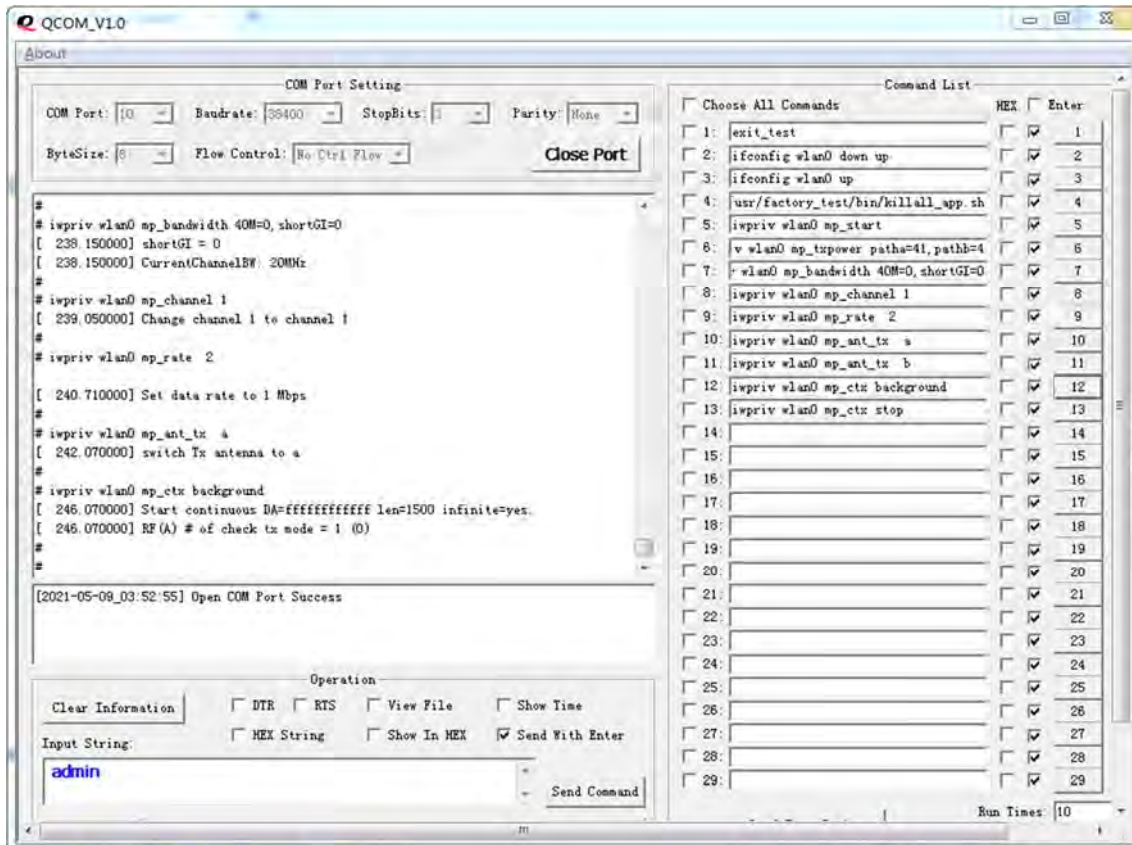 QCOM_V1.0
About
COM Port Setting
COM Port: 10 Baudrate: 38400 StopBits: 1 Parity: None
ByteSize: 8 Flow Control: No Ctrl Flow Close Port
#
# iwpriv wlan0 mp_bandwidth 40M=0,shortGI=0
[ 238.150000] shortGI = 0
[ 238.150000] CurrentChannelBW: 20MHz
#
# iwpriv wlan0 mp_channel 1
[ 239.050000] Change channel 1 to channel 1
#
# iwpriv wlan0 mp_rate 2
[ 240.710000] Set data rate to 1 Mbps
#
# iwpriv wlan0 mp_ant_tx a
[ 242.070000] switch Tx antenna to a
#
# iwpriv wlan0 mp_ctx background
[ 246.070000] Start continuous DA=ffffffffffff len=1500 infinite=yes.
[ 246.070000] RF(A) # of check tx mode = 1 (0)
#
#
[2021-05-09_03:52:55] Open COM Port Success
Operation
Clear Information DTR RTS View File Show Time
HEX String Show In HEX Send With Enter
Input String:
admin
Send Command
Command List
Choose All Commands HEX Enter
1: exit_test 1
2: ifconfig wlan0 down up 2
3: ifconfig wlan0 up 3
4: usr/factory_test/bin/killall_app.sh 4
5: iwpriv wlan0 mp_start 5
6: v wlan0 mp_txpower patha=41,pathb=4 6
7: wlan0 mp_bandwidth 40M=0,shortGI=0 7
8: iwpriv wlan0 mp_channel 1 8
9: iwpriv wlan0 mp_rate 2 9
10: iwpriv wlan0 mp_ant_tx a 10
11: iwpriv wlan0 mp_ant_tx b 11
12: iwpriv wlan0 mp_ctx background 12
13: iwpriv wlan0 mp_ctx stop 13
14: 14
15: 15
16: 16
17: 17
18: 18
19: 19
20: 20
21: 21
22: 22
23: 23
24: 24
25: 25
26: 26
27: 27
28: 28
29: 29
Run Times: 10